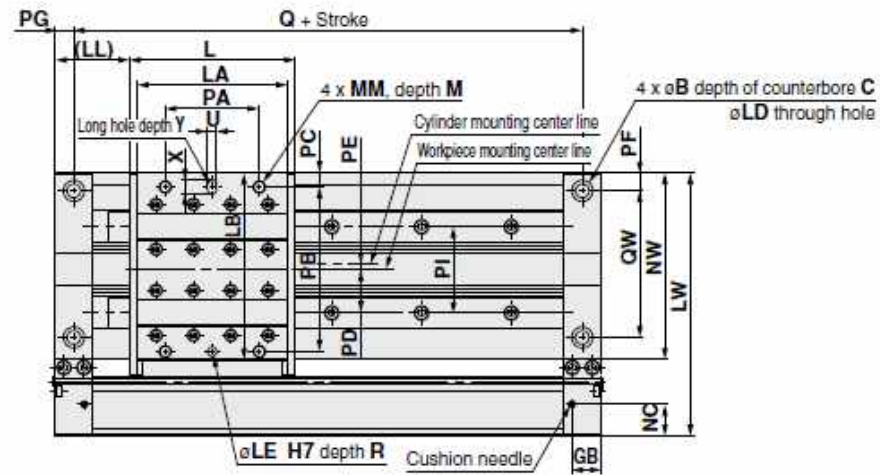 PG
Q + Stroke
(LL)
L
LA
PA
4 x MM, depth M
4 x øB depth of counterbore C
øLD through hole
Long hole depth Y
U
Cylinder mounting center line
Workpiece mounting center line
X
PC
PE
PF
LB
PB
PI
PD
QW
NW
LW
NC
øLE H7 depth R
Cushion needle
GB